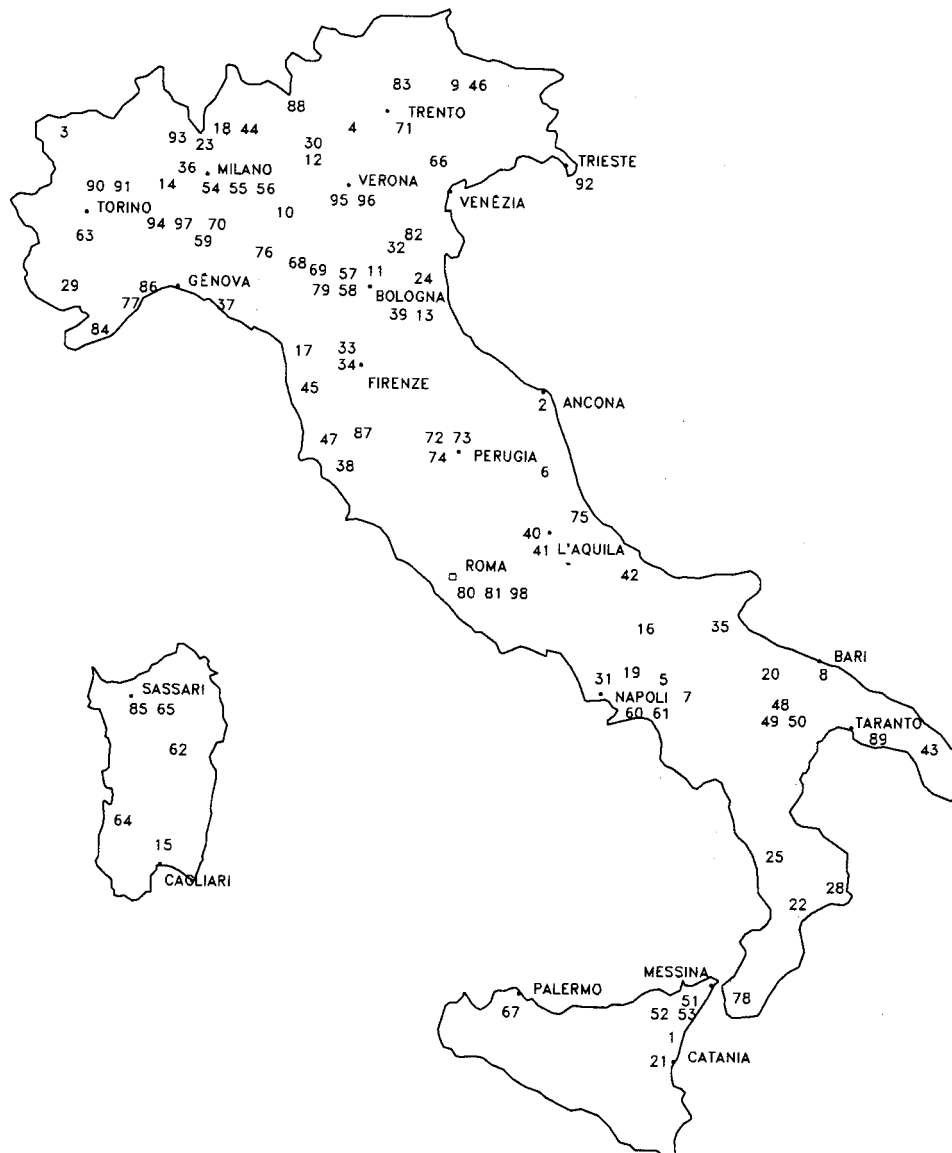 83 9 46
88
TRENTO
3 18 44 4 71
93 23
30
12 66
36 MILANO TRIESTE
90 91 14 54 55 56 VERONA 92
95 96 VENÉZIA
TORINO 10
94 97 70
63 59 82
32
76
68 69 57 11 24
29 86 GÉNOVA 79 58 BOLOGNA
77 37
39 13
84
17 33
34
FIRENZE
45
2 ANCONA
47 87 72 73
38 74 PERUGIA
6
75
40
41 L'AQUILA
ROMA 42
80 81 98
16 35
BARI
31 19 5 20 8
SASSARI NAPOLI 7
85 65 60 61 48
49 50 TARANTO
89
62 43
64
15 25
CAGLIARI
28
22
MESSINA
PALERMO 51 78
67 52 53
1
21 CATANIA